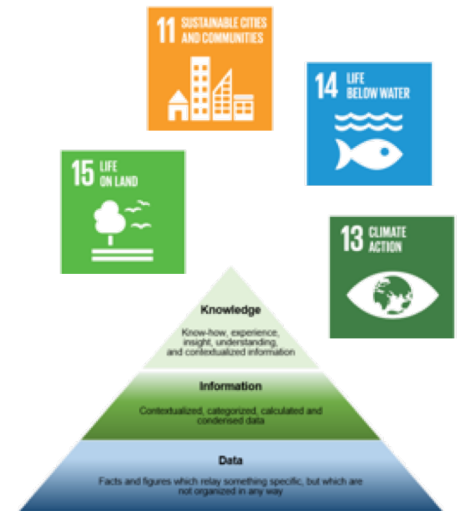 11 SUSTAINABLE CITIES
AND COMMUNITIES
14 LIFE
BELOW WATER
15 LIFE
ON LAND
13 CLIMATE
ACTION
Knowledge
Know-how, experience,
insight, understanding,
and contextualized information
Information
Contextualized, categorized, calculated and
condensed data
Data
Facts and figures which relay something specific, but which are
not organized in any way